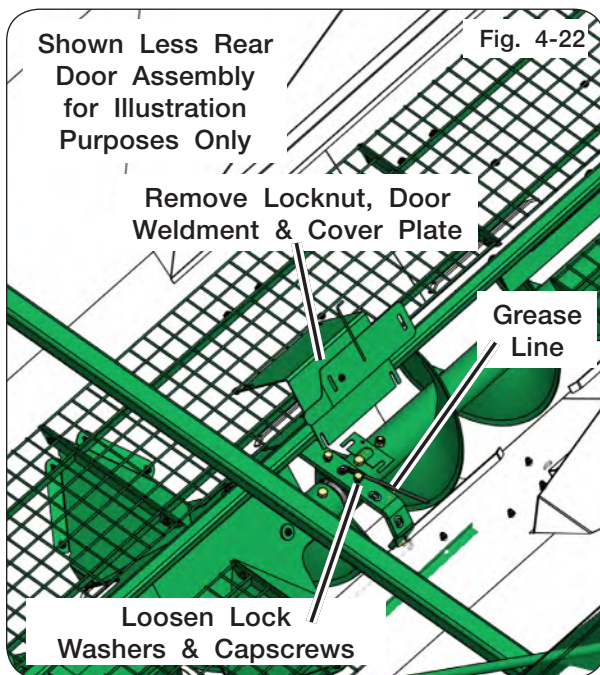 Shown Less Rear
Door Assembly
for Illustration
Purposes Only
Fig. 4-22
Remove Locknut, Door
Weldment & Cover Plate
Grease
Line
Loosen Lock
Washers & Capscrews